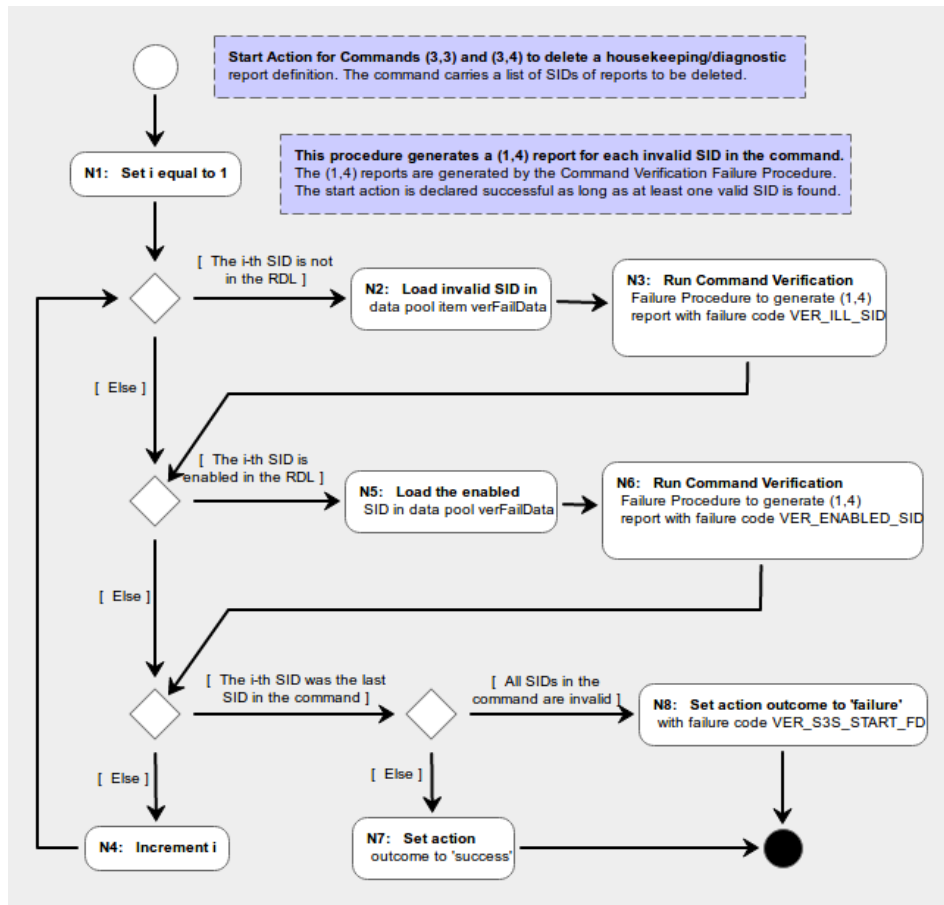 Start Action for Commands (3,3) and (3,4) to delete a housekeeping/diagnostic
report definition. The command carries a list of SIDs of reports to be deleted.
This procedure generates a (1,4) report for each invalid SID in the command.
The (1,4) reports are generated by the Command Verification Failure Procedure.
The start action is declared successful as long as at least one valid SID is found.
N1: Set i equal to 1
[ The i-th SID is not
in the RDL ]
N2: Load invalid SID in
data pool item verFailData
N3: Run Command Verification
Failure Procedure to generate (1,4)
report with failure code VER_ILL_SID
[ Else ]
[ The i-th SID is
enabled in the RDL ]
N5: Load the enabled
SID in data pool verFailData
N6: Run Command Verification
Failure Procedure to generate (1,4)
report with failure code VER_ENABLED_SID
[ Else ]
[ The i-th SID was the last
SID in the command ]
[ All SIDs in the
command are invalid ]
N8: Set action outcome to 'failure'
with failure code VER_S3S_START_FD
[ Else ]
[ Else ]
N4: Increment i
N7: Set action
outcome to 'success'